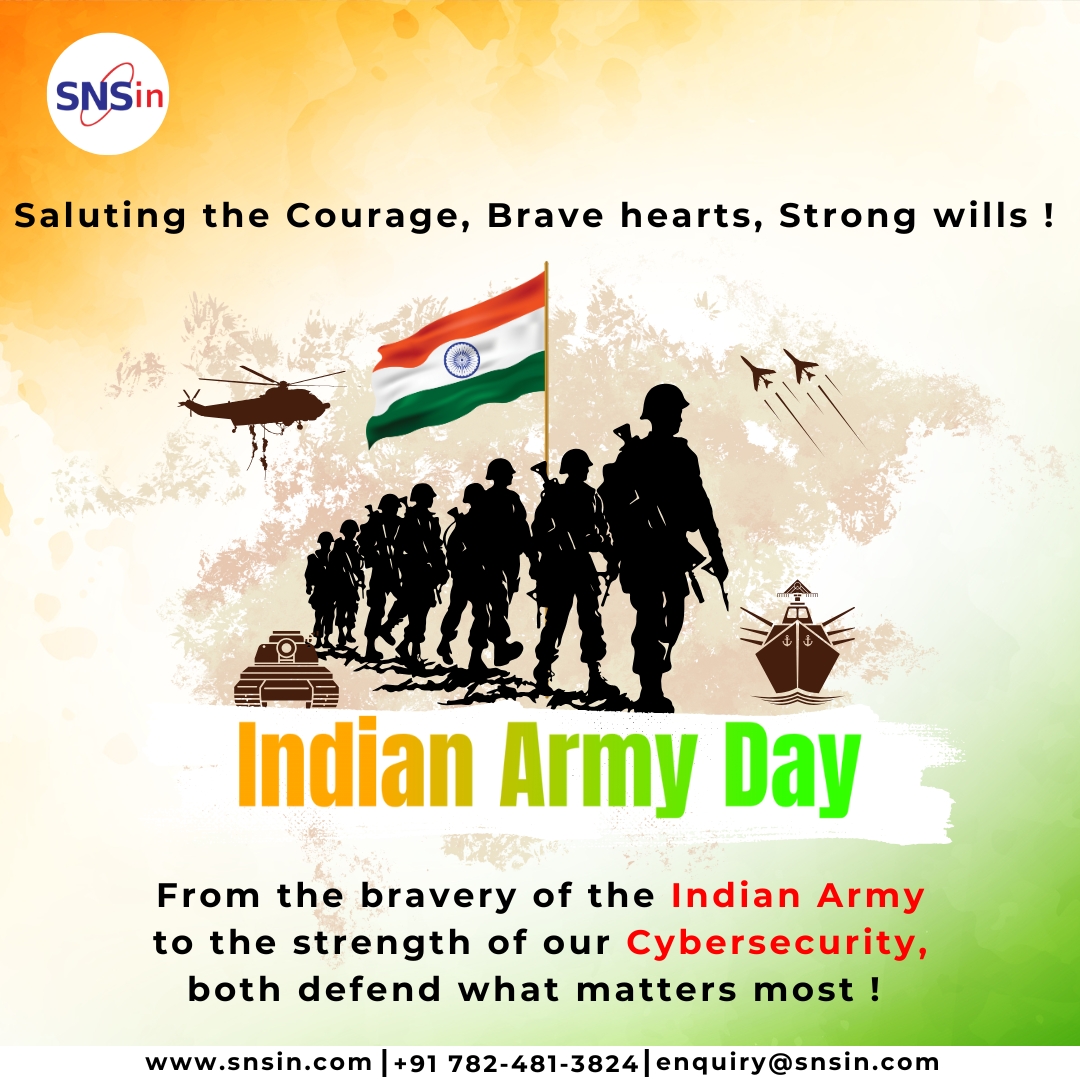 SNSin
Saluting the Courage, Brave hearts, Strong wills !
Indian Army Day
From the bravery of the Indian Army
to the strength of our Cybersecurity,
both defend what matters most !
www.snsin.com | +91 782-481-3824 | enquiry@snsin.com